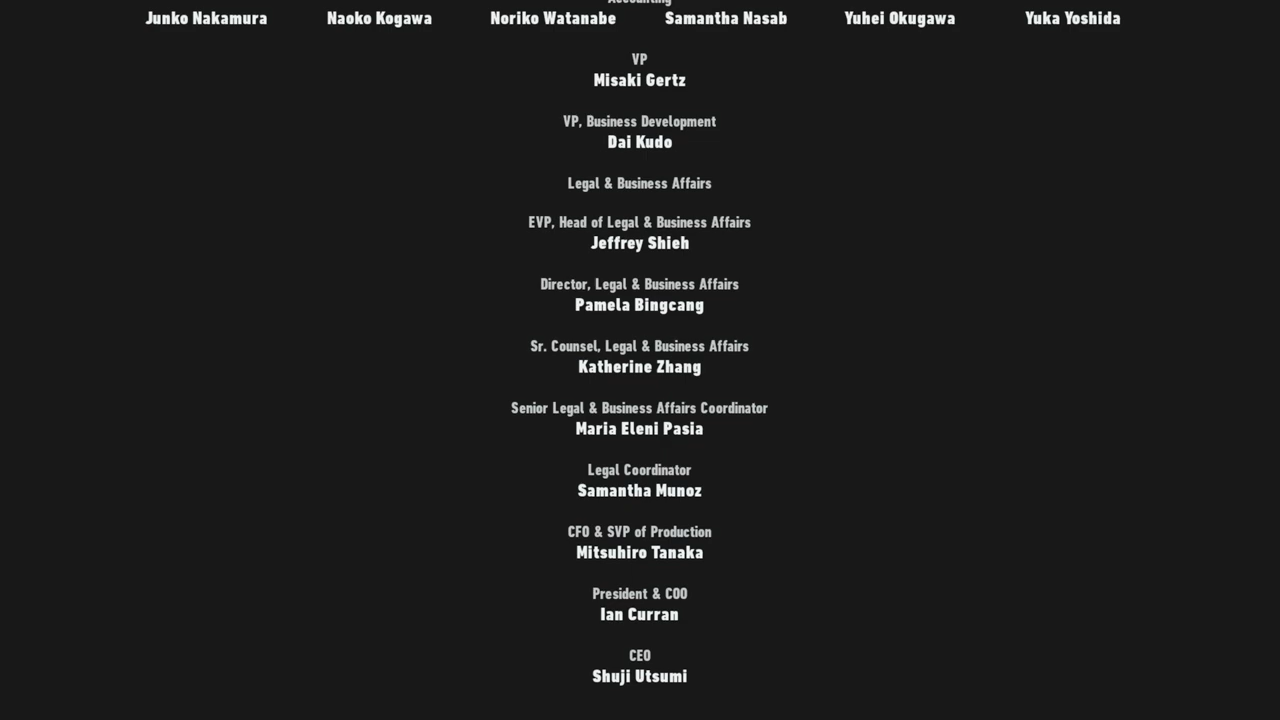 Accounting
Junko Nakamura Naoko Kogawa Noriko Watanabe Samantha Nasab Yuhei Okugawa Yuka Yoshida
VP
Misaki Gertz
VP, Business Development
Dai Kudo
Legal & Business Affairs
EVP, Head of Legal & Business Affairs
Jeffrey Shieh
Director, Legal & Business Affairs
Pamela Bingcang
Sr. Counsel, Legal & Business Affairs
Katherine Zhang
Senior Legal & Business Affairs Coordinator
Maria Eleni Pasia
Legal Coordinator
Samantha Munoz
CFO & SVP of Production
Mitsuhiro Tanaka
President & COO
Ian Curran
CEO
Shuji Utsumi